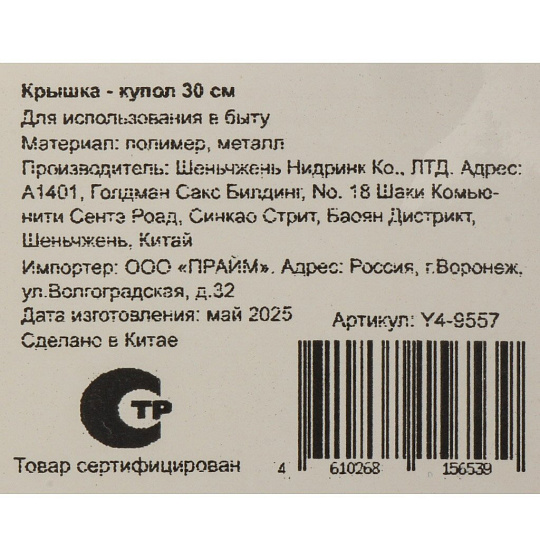 Крышка - купол 30 см
Для использования в быту
Материал: полимер, металл
Производитель: Шеньчжень Нидринк Ко., ЛТД. Адрес:
А1401, Голдман Сакс Билдинг, No. 18 Шаки Комью-
нити Сентэ Роад, Синкао Стрит, Баоян Дистрикт,
Шеньчжень, Китай
Импортер: ООО «ПРАЙМ». Адрес: Россия, г.Воронеж,
ул.Волгоградская, д.32
Дата изготовления: май 2025
Артикул: Y4-9557
Сделано в Китае
ТР
Товар сертифицирован
4 610268 156539